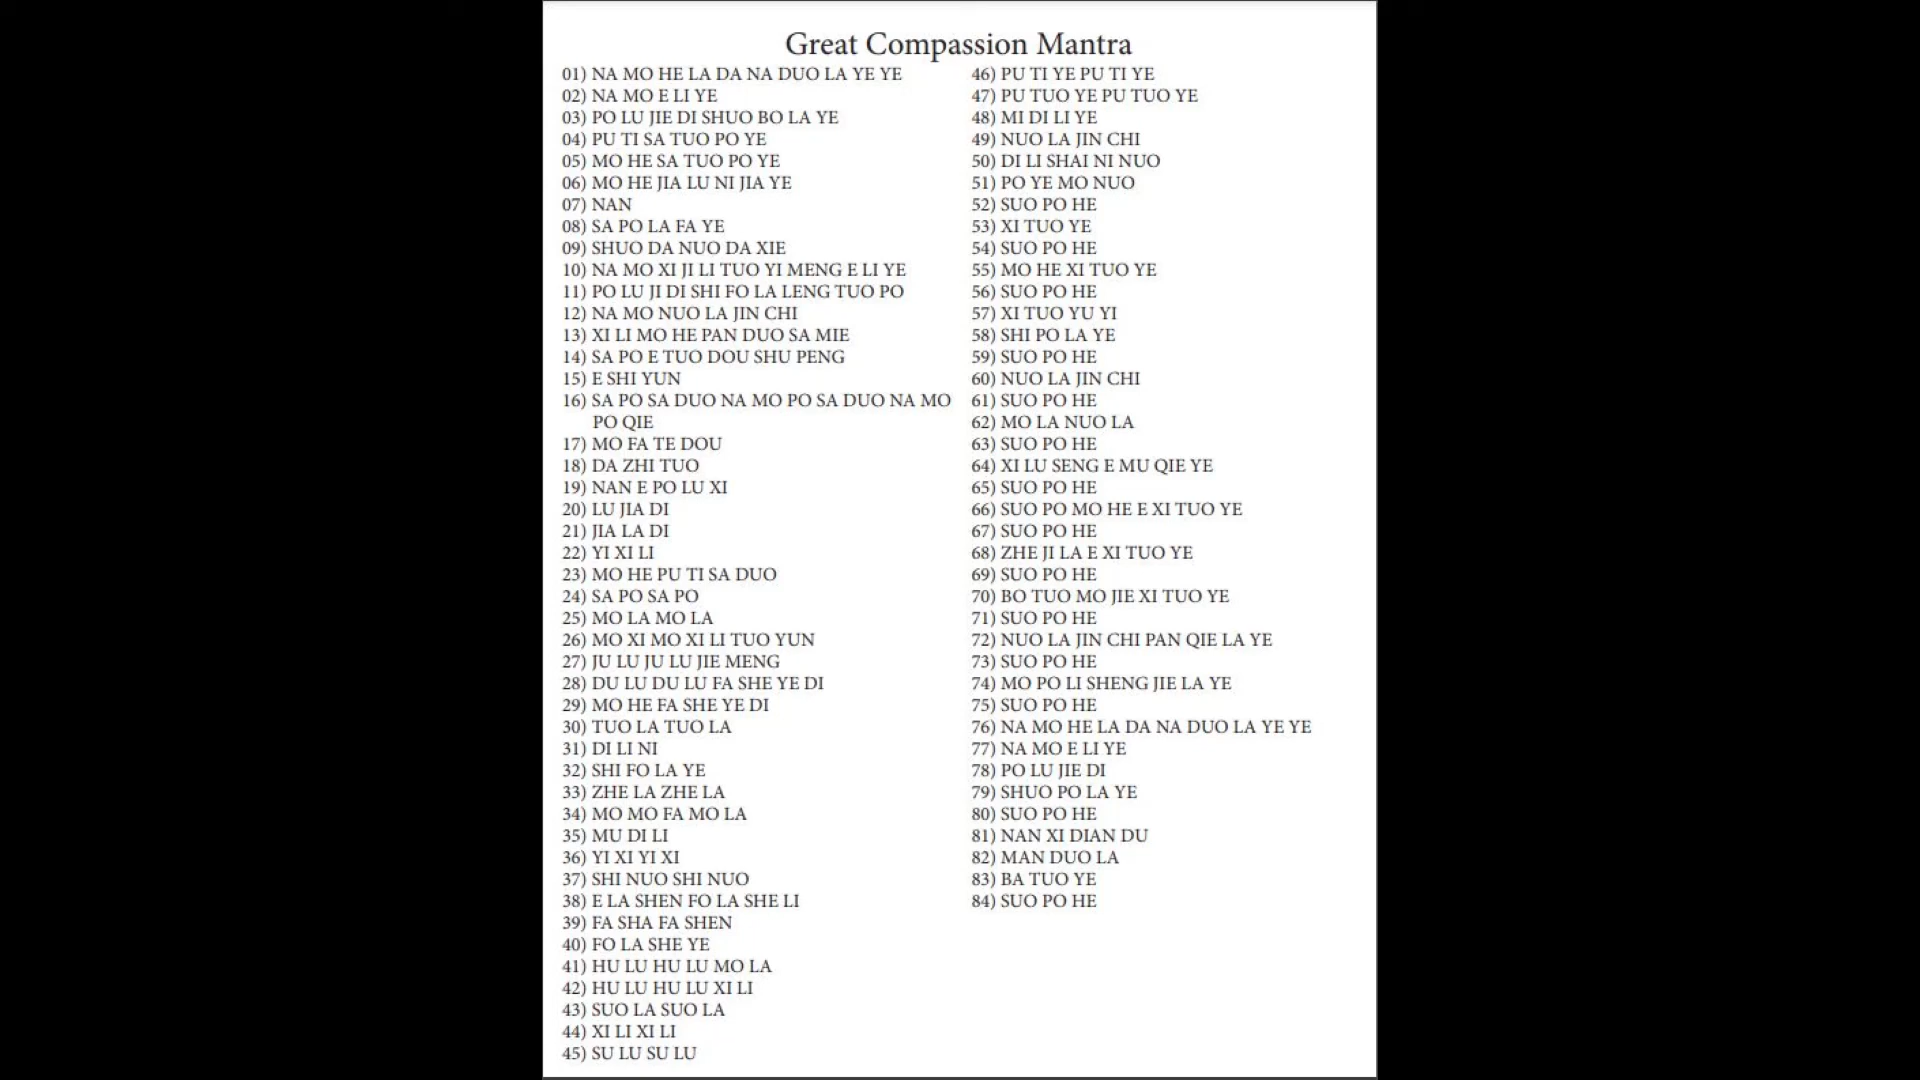 Great Compassion Mantra
01) NA MO HE LA DA NA DUO LA YE YE
02) NA MO E LI YE
03) PO LU JIE DI SHUO BO LA YE
04) PU TI SA TUO PO YE
05) MO HE SA TUO PO YE
06) MO HE JIA LU NI JIA YE
07) NAN
08) SA PO LA FA YE
09) SHUO DA NUO DA XIE
10) NA MO XI JI LI TUO YI MENG E LI YE
11) PO LU JI DI SHI FO LA LENG TUO PO
12) NA MO NUO LA JIN CHI
13) XI LI MO HE PAN DUO SA MIE
14) SA PO E TUO DOU SHU PENG
15) E SHI YUN
16) SA PO SA DUO NA MO PO SA DUO NA MO
PO QIE
17) MO FA TE DOU
18) DA ZHI TUO
19) NAN E PO LU XI
20) LU JIA DI
21) JIA LA DI
22) YI XI LI
23) MO HE PU TI SA DUO
24) SA PO SA PO
25) MO LA MO LA
26) MO XI MO XI LI TUO YUN
27) JU LU JU LU JIE MENG
28) DU LU DU LU FA SHE YE DI
29) MO HE FA SHE YE DI
30) TUO LA TUO LA
31) DI LI NI
32) SHI FO LA YE
33) ZHE LA ZHE LA
34) MO MO FA MO LA
35) MU DI LI
36) YI XI YI XI
37) SHI NUO SHI NUO
38) E LA SHEN FO LA SHE LI
39) FA SHA FA SHEN
40) FO LA SHE YE
41) HU LU HU LU MO LA
42) HU LU HU LU XI LI
43) SUO LA SUO LA
44) XI LI XI LI
45) SU LU SU LU
46) PU TI YE PU TI YE
47) PU TUO YE PU TUO YE
48) MI DI LI YE
49) NUO LA JIN CHI
50) DI LI SHAI NI NUO
51) PO YE MO NUO
52) SUO PO HE
53) XI TUO YE
54) SUO PO HE
55) MO HE XI TUO YE
56) SUO PO HE
57) XI TUO YU YI
58) SHI PO LA YE
59) SUO PO HE
60) NUO LA JIN CHI
61) SUO PO HE
62) MO LA NUO LA
63) SUO PO HE
64) XI LU SENG E MU QIE YE
65) SUO PO HE
66) SUO PO MO HE E XI TUO YE
67) SUO PO HE
68) ZHE JI LA E XI TUO YE
69) SUO PO HE
70) BO TUO MO JIE XI TUO YE
71) SUO PO HE
72) NUO LA JIN CHI PAN QIE LA YE
73) SUO PO HE
74) MO PO LI SHENG JIE LA YE
75) SUO PO HE
76) NA MO HE LA DA NA DUO LA YE YE
77) NA MO E LI YE
78) PO LU JIE DI
79) SHUO PO LA YE
80) SUO PO HE
81) NAN XI DIAN DU
82) MAN DUO LA
83) BA TUO YE
84) SUO PO HE